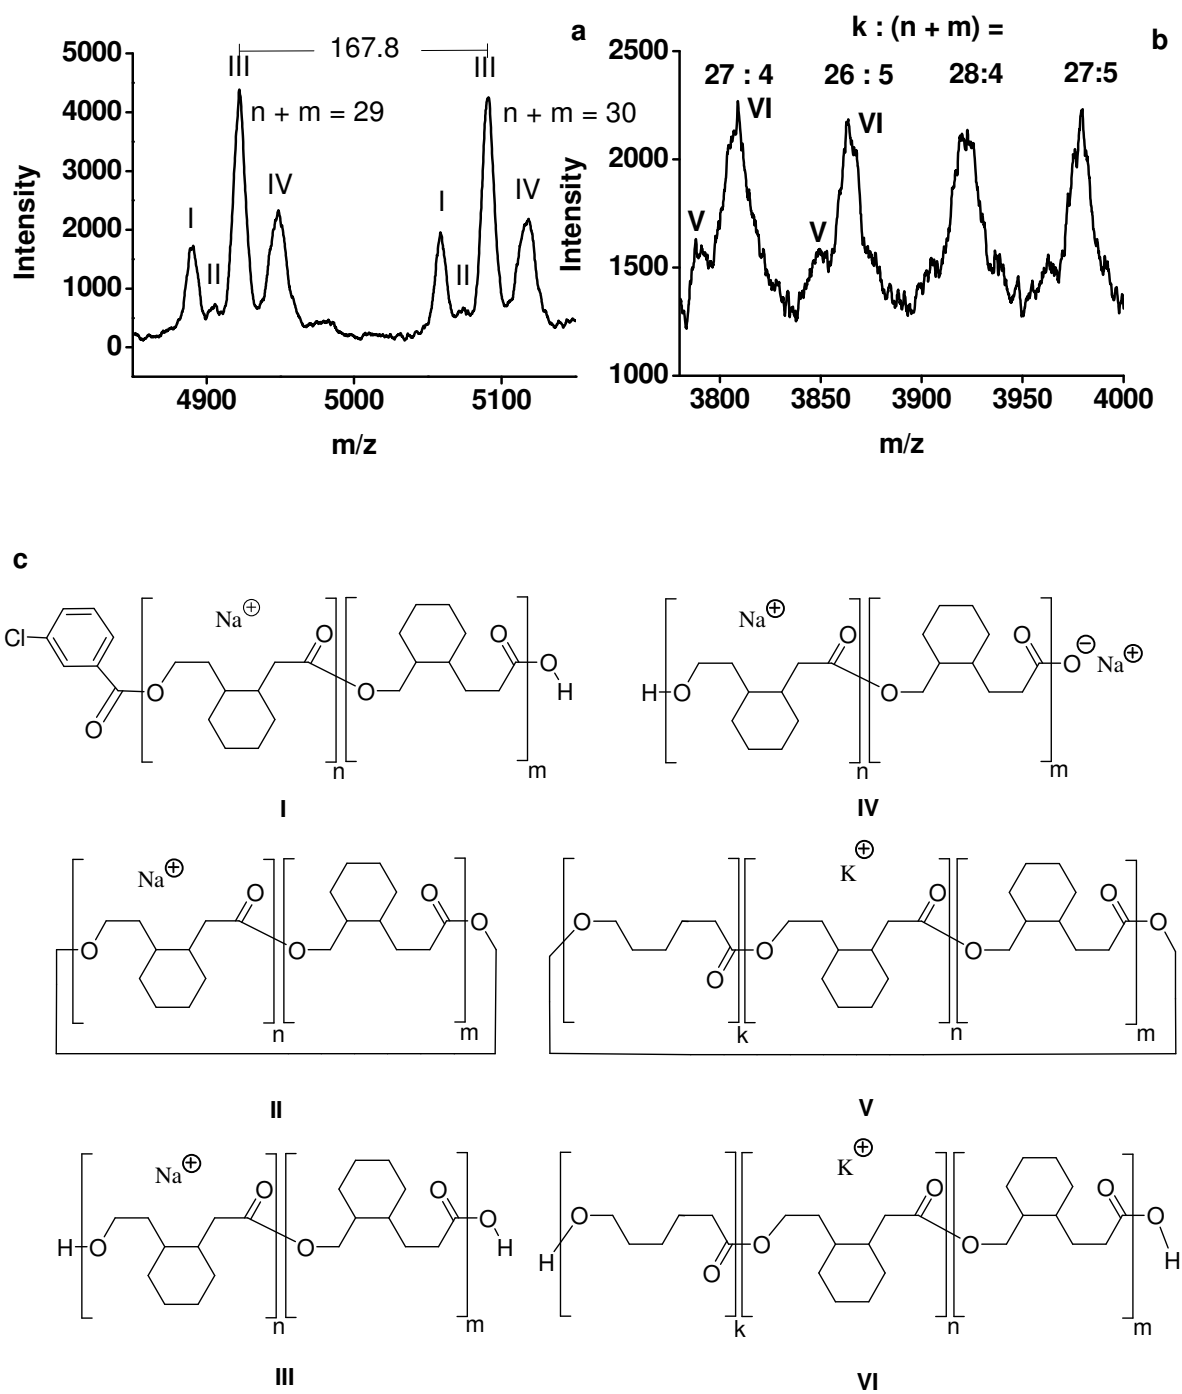 a
5000
4000
3000
2000
1000
0
Intensity
167.8
III
III
n + m = 29
n + m = 30
I
II
IV
I
II
IV
4900
5000
5100
m/z
k : (n + m) =
b
2500
2000
1500
1000
Intensity
27 : 4
26 : 5
28:4
27:5
VI
VI
V
V
3800
3850
3900
3950
4000
m/z
c
Cl
O
O
Na⊕
O
n
O
O
O
H
m
I
H
O
Na⊕
O
n
O
O
O⊖
Na⊕
m
IV
O
Na⊕
O
n
O
O
O
m
II
O
O
k
O
K⊕
O
n
O
O
O
m
V
H
O
Na⊕
O
n
O
O
O
H
m
III
H
O
O
k
O
K⊕
O
n
O
O
O
H
m
VI